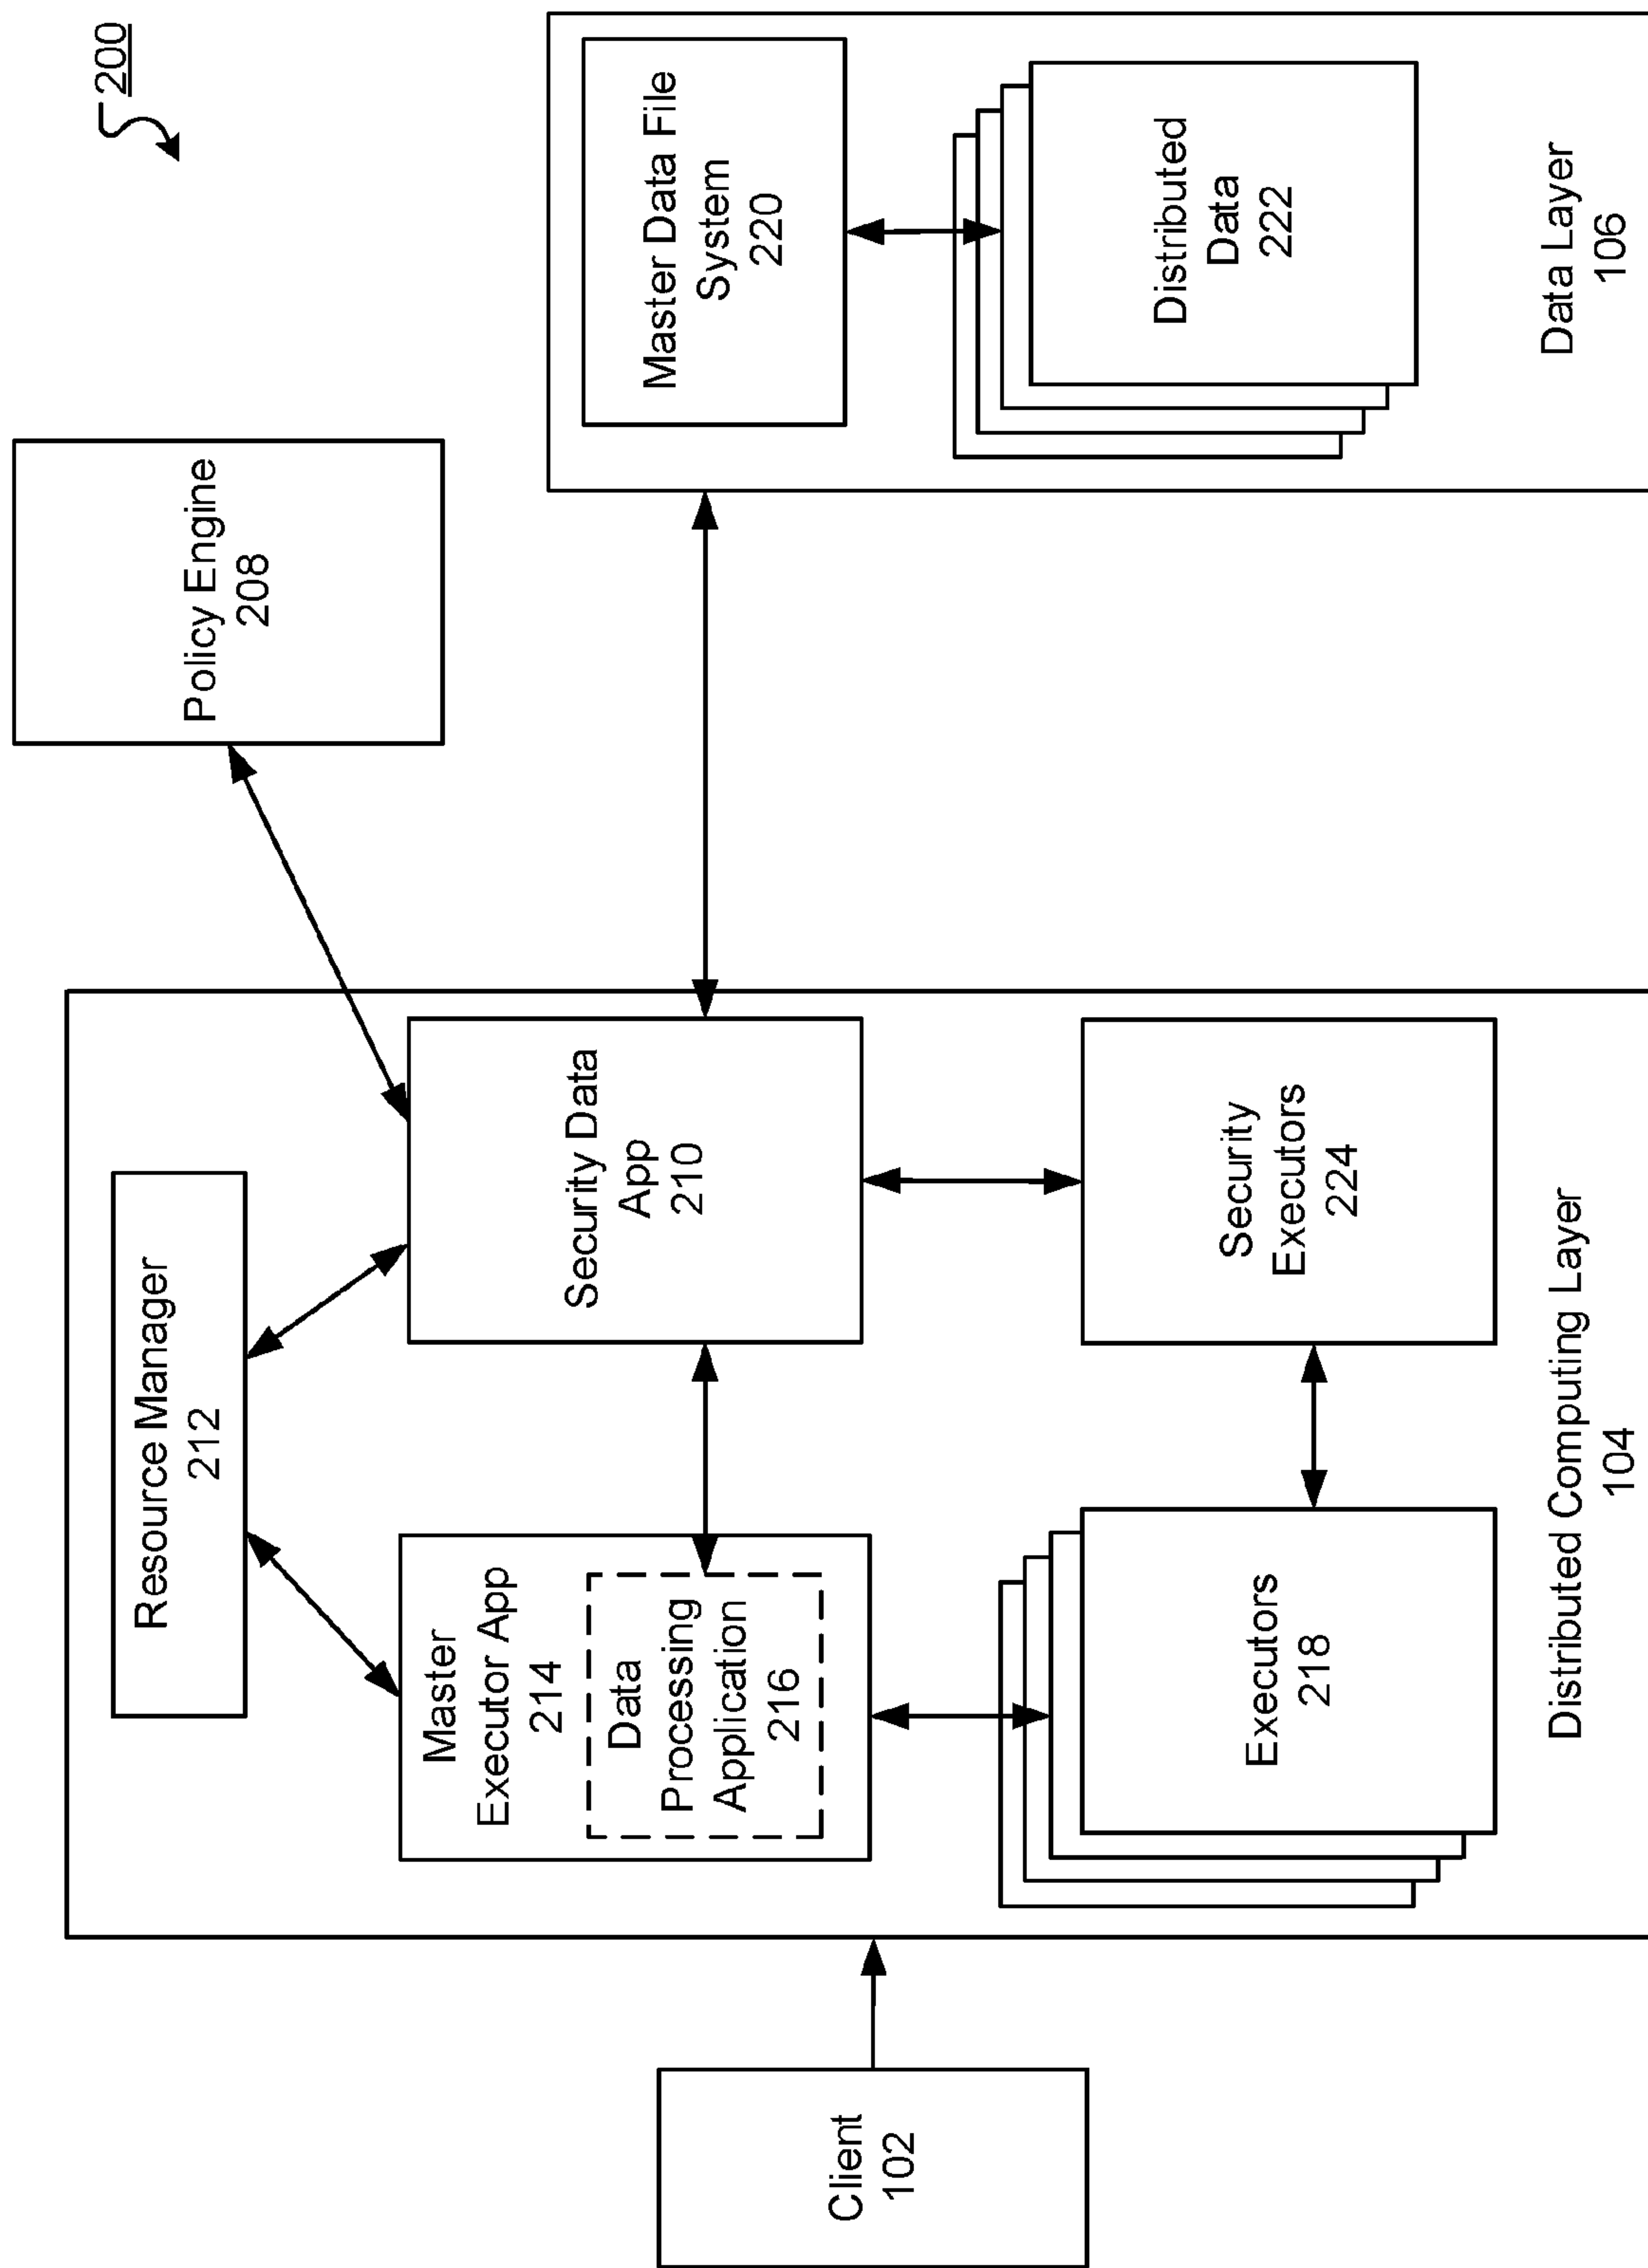 200
Client
102
Resource Manager
212
Master
Executor App
214
Data
Processing
Application
216
Security Data
App
210
Executors
218
Security
Executors
224
Distributed Computing Layer
104
Policy Engine
208
Master Data File
System
220
Distributed
Data
222
Data Layer
106